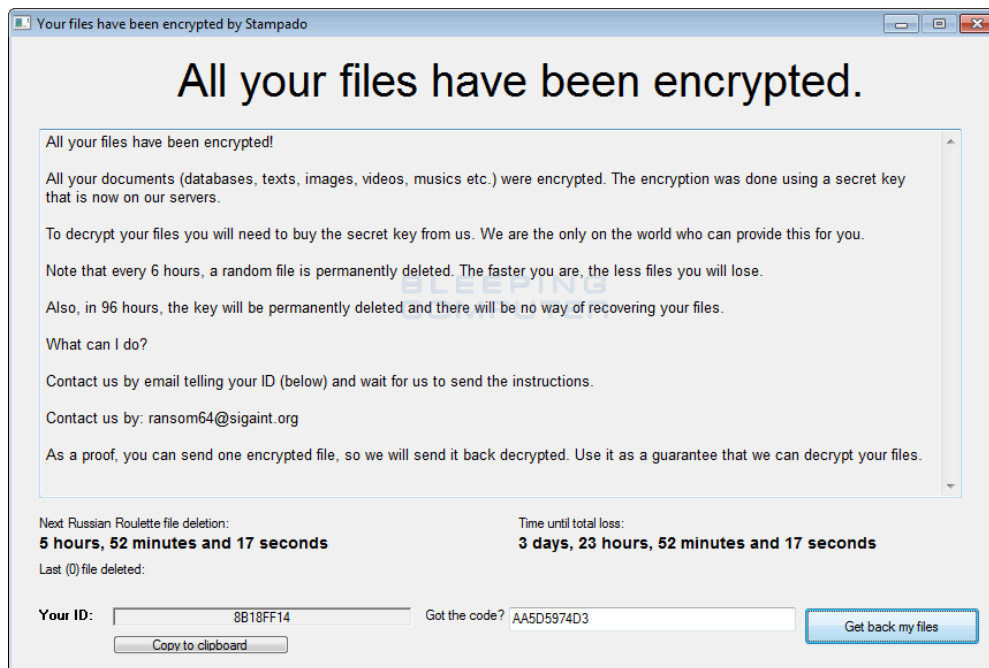 Your files have been encrypted by Stampado
All your files have been encrypted.
All your files have been encrypted!
All your documents (databases, texts, images, videos, musics etc.) were encrypted. The encryption was done using a secret key
that is now on our servers.
To decrypt your files you will need to buy the secret key from us. We are the only on the world who can provide this for you.
Note that every 6 hours, a random file is permanently deleted. The faster you are, the less files you will lose.
BLEEPING
COMPUTER
Also, in 96 hours, the key will be permanently deleted and there will be no way of recovering your files.
What can I do?
Contact us by email telling your ID (below) and wait for us to send the instructions.
Contact us by: ransom64@sigaint.org
As a proof, you can send one encrypted file, so we will send it back decrypted. Use it as a guarantee that we can decrypt your files.
Next Russian Roulette file deletion:
5 hours, 52 minutes and 17 seconds
Last (0) file deleted:
Time until total loss:
3 days, 23 hours, 52 minutes and 17 seconds
Your ID: 8B18FF14
Copy to clipboard
Got the code? AA5D5974D3
Get back my files